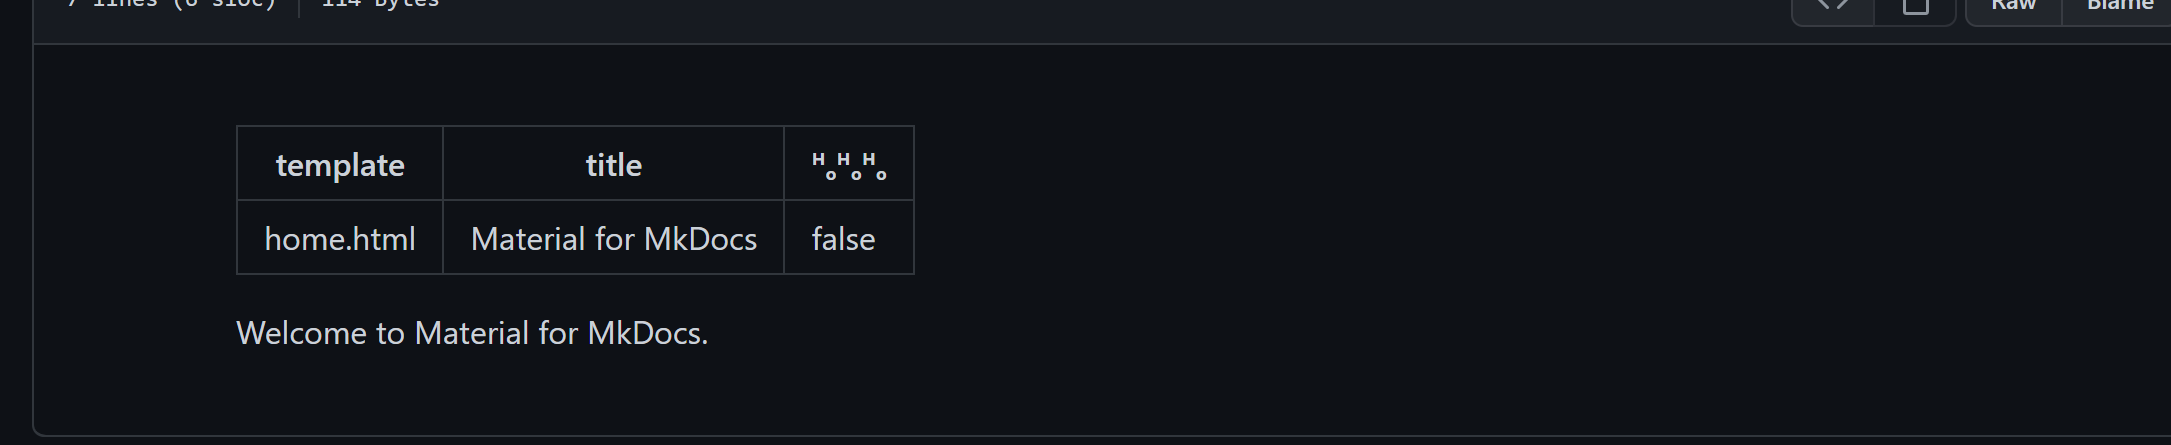 7 lines (6 sloc) 114 Bytes
Raw Blame
template title ᴴₒᴴₒᴴₒ
home.html Material for MkDocs false
Welcome to Material for MkDocs.